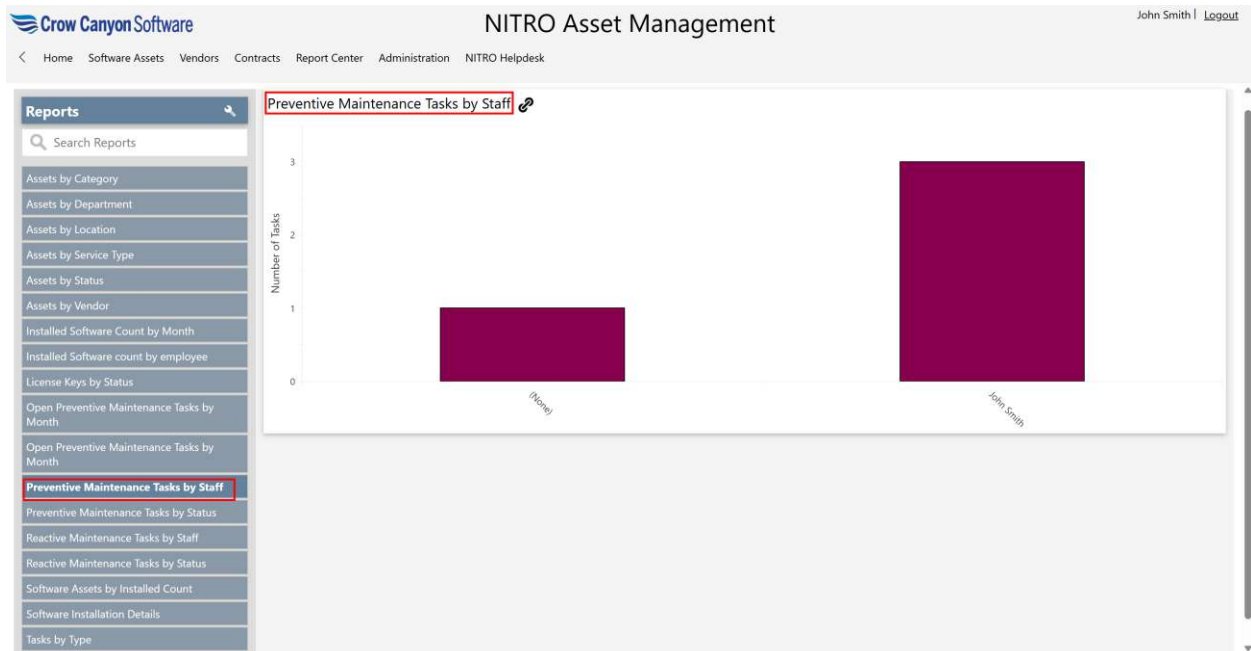 Crow Canyon Software
NITRO Asset Management
John Smith | Logout
< Home Software Assets Vendors Contracts Report Center Administration NITRO Helpdesk
Reports
Search Reports
Assets by Category
Assets by Department
Assets by Location
Assets by Service Type
Assets by Status
Assets by Vendor
Installed Software Count by Month
Installed Software count by employee
License Keys by Status
Open Preventive Maintenance Tasks by
Month
Open Preventive Maintenance Tasks by
Month
Preventive Maintenance Tasks by Staff
Preventive Maintenance Tasks by Status
Reactive Maintenance Tasks by Staff
Reactive Maintenance Tasks by Status
Software Assets by Installed Count
Software Installation Details
Tasks by Type
Preventive Maintenance Tasks by Staff
Number of Tasks
3
2
1
0
(None)
John Smith